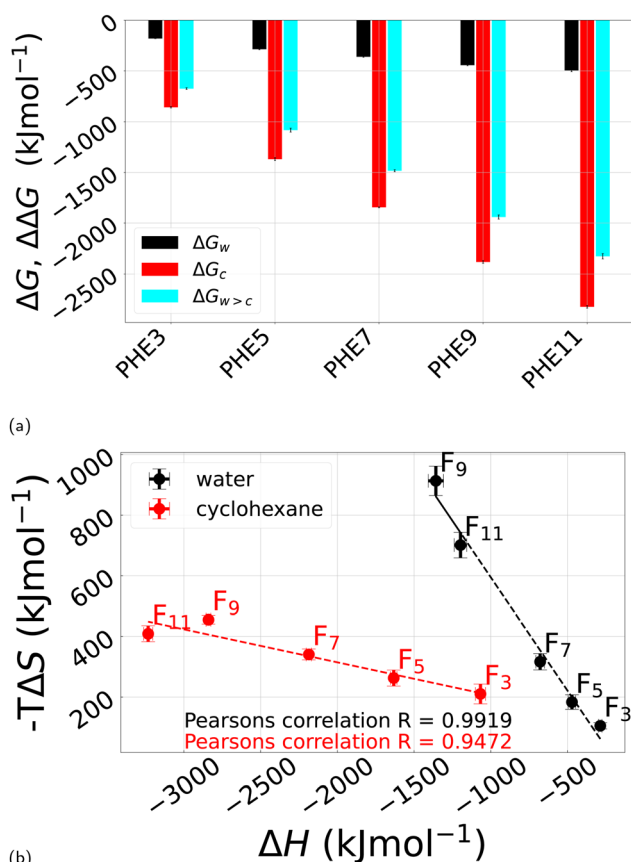 0
−500
−1000
−1500
−2000
−2500
ΔG, ΔΔG (kJmol⁻¹)
ΔG_w
ΔG_c
ΔG_{w>c}
PHE3 PHE5 PHE7 PHE9 PHE11
(a)
1000
800
600
400
200
-TΔS (kJmol⁻¹)
water
cyclohexane
F₉
F₁₁
F₇
F₅
F₃
F₁₁
F₉
F₇
F₅
F₃
Pearsons correlation R = 0.9919
Pearsons correlation R = 0.9472
−3000 −2500 −2000 −1500 −1000 −500
ΔH (kJmol⁻¹)
(b)